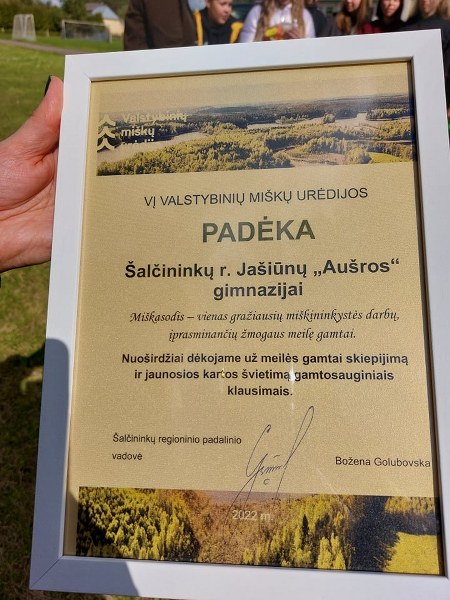 Valstybinių
miškų
urėdija
VĮ VALSTYBINIŲ MIŠKŲ URĖDIJOS
PADĖKA
Šalčininkų r. Jašiūnų „Aušros“
gimnazijai
Miškasodis – vienas gražiausių miškininkystės darbų,
įprasminančių žmogaus meilę gamtai.
Nuoširdžiai dėkojame už meilės gamtai skiepijimą
ir jaunosios kartos švietimą gamtosauginiais
klausimais.
Šalčininkų regioninio padalinio
vadovė
Božena Golubovska
2022 m.